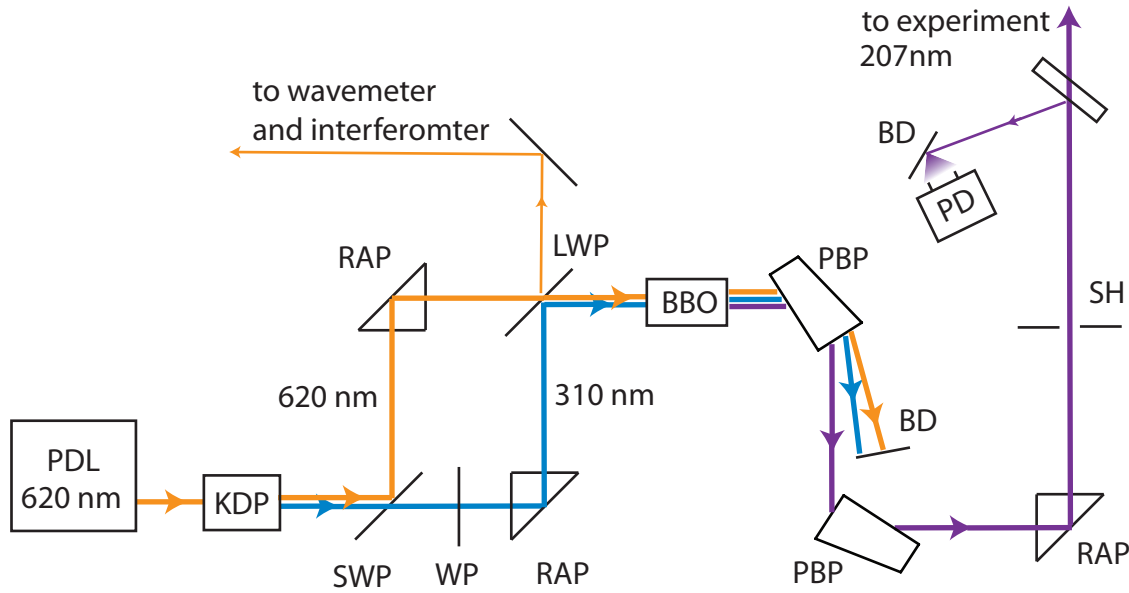 to experiment
207nm
to wavemeter
and interferomter
BD
PD
RAP
LWP
PBP
BBO
SH
620 nm
310 nm
BD
PDL
620 nm
KDP
SWP
WP
RAP
PBP
RAP